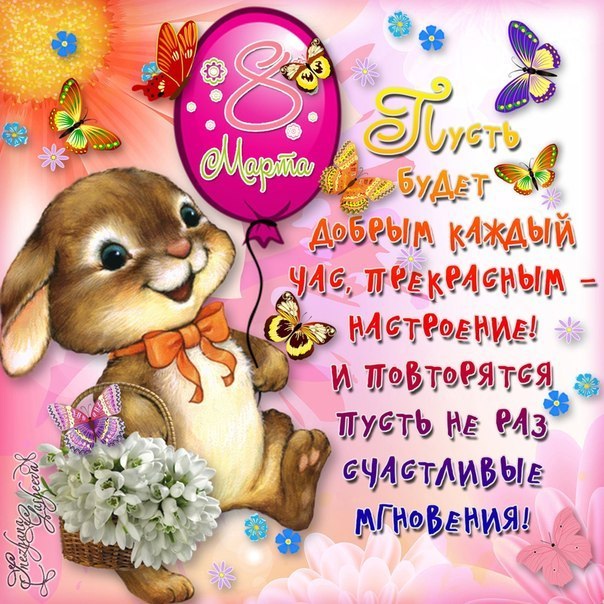 8
Марта
Пусть
будет
добрым каждый
час, прекрасным –
настроение!
и повторятся
пусть не раз
счастливые
мгновения!